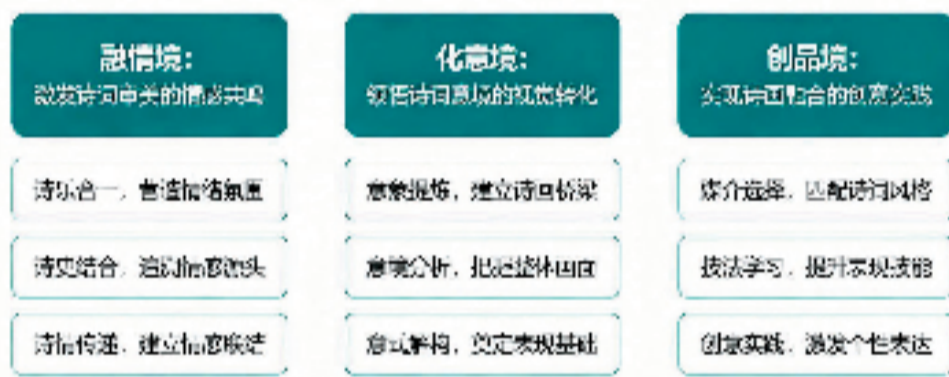 融情境：
激发诗词审美的情感共鸣
诗乐合一，营造情绪氛围
诗史结合，追溯情感源头
诗情传递，建立情感联结
化意境：
领悟诗词意境的视觉转化
意象提炼，建立诗画桥梁
意境分析，把握整体画面
意式解构，奠定表现基础
创品境：
实现诗画融合的创意实践
媒介选择，匹配诗词风格
技法学习，提升表现技能
创意实践，激发个性表达